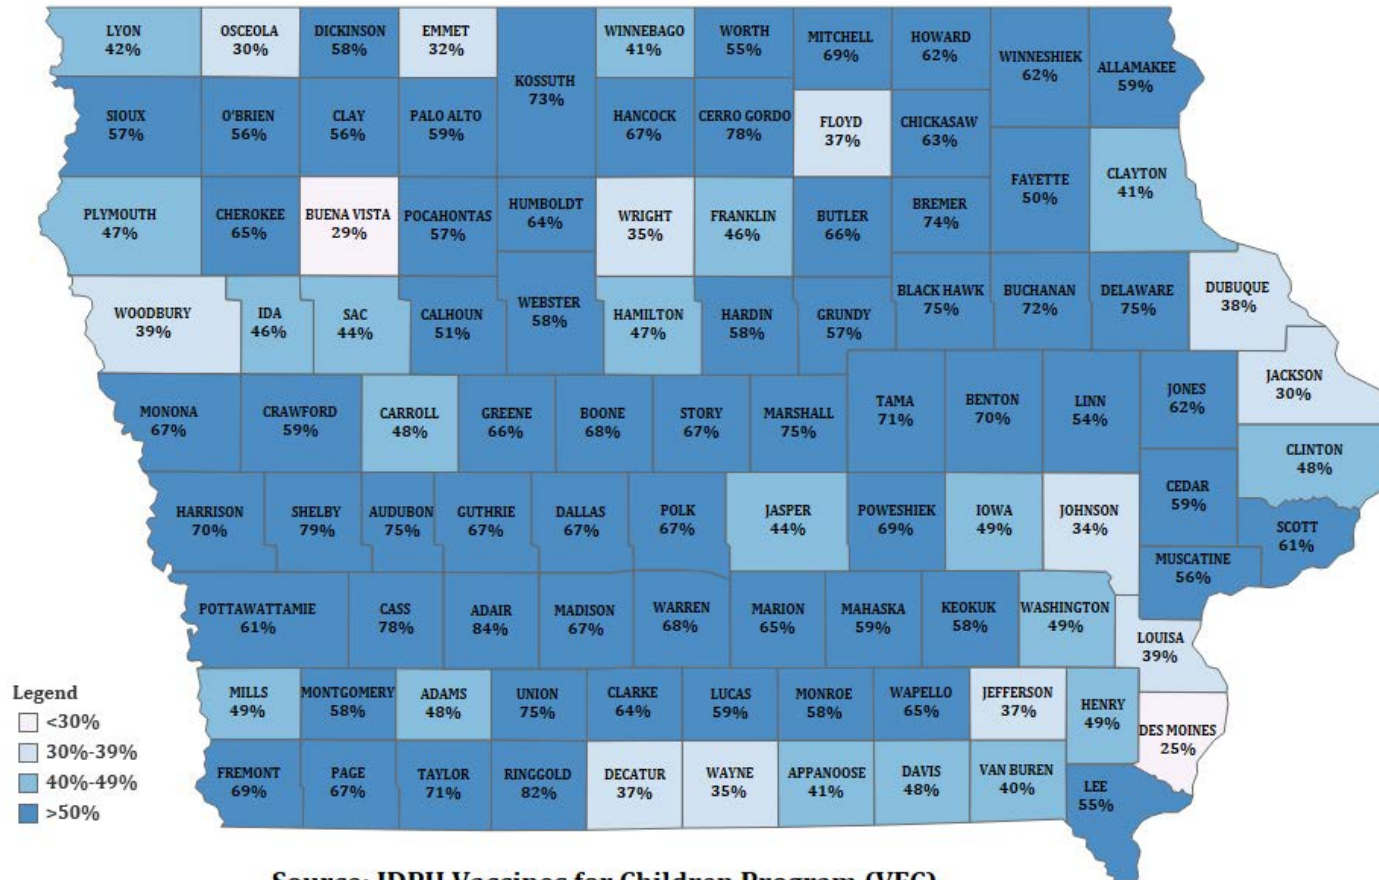 LYON
42%
OSCEOLA
30%
DICKINSON
58%
EMMET
32%
KOSSUTH
73%
WINNEBAGO
41%
WORTH
55%
MITCHELL
69%
HOWARD
62%
WINNESHIEK
62%
ALLAMAKEE
59%
SIOUX
57%
O'BRIEN
56%
CLAY
56%
PALO ALTO
59%
HANCOCK
67%
CERRO GORDO
78%
FLOYD
37%
CHICKASAW
63%
FAYETTE
50%
CLAYTON
41%
PLYMOUTH
47%
CHEROKEE
65%
BUENA VISTA
29%
POCAHONTAS
57%
HUMBOLDT
64%
WRIGHT
35%
FRANKLIN
46%
BUTLER
66%
BREMER
74%
WOODBURY
39%
IDA
46%
SAC
44%
CALHOUN
51%
WEBSTER
58%
HAMILTON
47%
HARDIN
58%
GRUNDY
57%
BLACK HAWK
75%
BUCHANAN
72%
DELAWARE
75%
DUBUQUE
38%
MONONA
67%
CRAWFORD
59%
CARROLL
48%
GREENE
66%
BOONE
68%
STORY
67%
MARSHALL
75%
TAMA
71%
BENTON
70%
LINN
54%
JONES
62%
JACKSON
30%
CLINTON
48%
HARRISON
70%
SHELBY
79%
AUDUBON
75%
GUTHRIE
67%
DALLAS
67%
POLK
67%
JASPER
44%
POWESHIEK
69%
IOWA
49%
JOHNSON
34%
CEDAR
59%
SCOTT
61%
MUSCATINE
56%
POTTAWATTAMIE
61%
CASS
78%
ADAIR
84%
MADISON
67%
WARREN
68%
MARION
65%
MAHASKA
59%
KEOKUK
58%
WASHINGTON
49%
LOUISA
39%
MILLS
49%
MONTGOMERY
58%
ADAMS
48%
UNION
75%
CLARKE
64%
LUCAS
59%
MONROE
58%
WAPELLO
65%
JEFFERSON
37%
HENRY
49%
DES MOINES
25%
FREMONT
69%
PAGE
67%
TAYLOR
71%
RINGGOLD
82%
DECATUR
37%
WAYNE
35%
APPANOOSE
41%
DAVIS
48%
VAN BUREN
40%
LEE
55%
Legend
<30%
30%-39%
40%-49%
>50%
Source: IDPH Vaccines for Children Program (VFC)